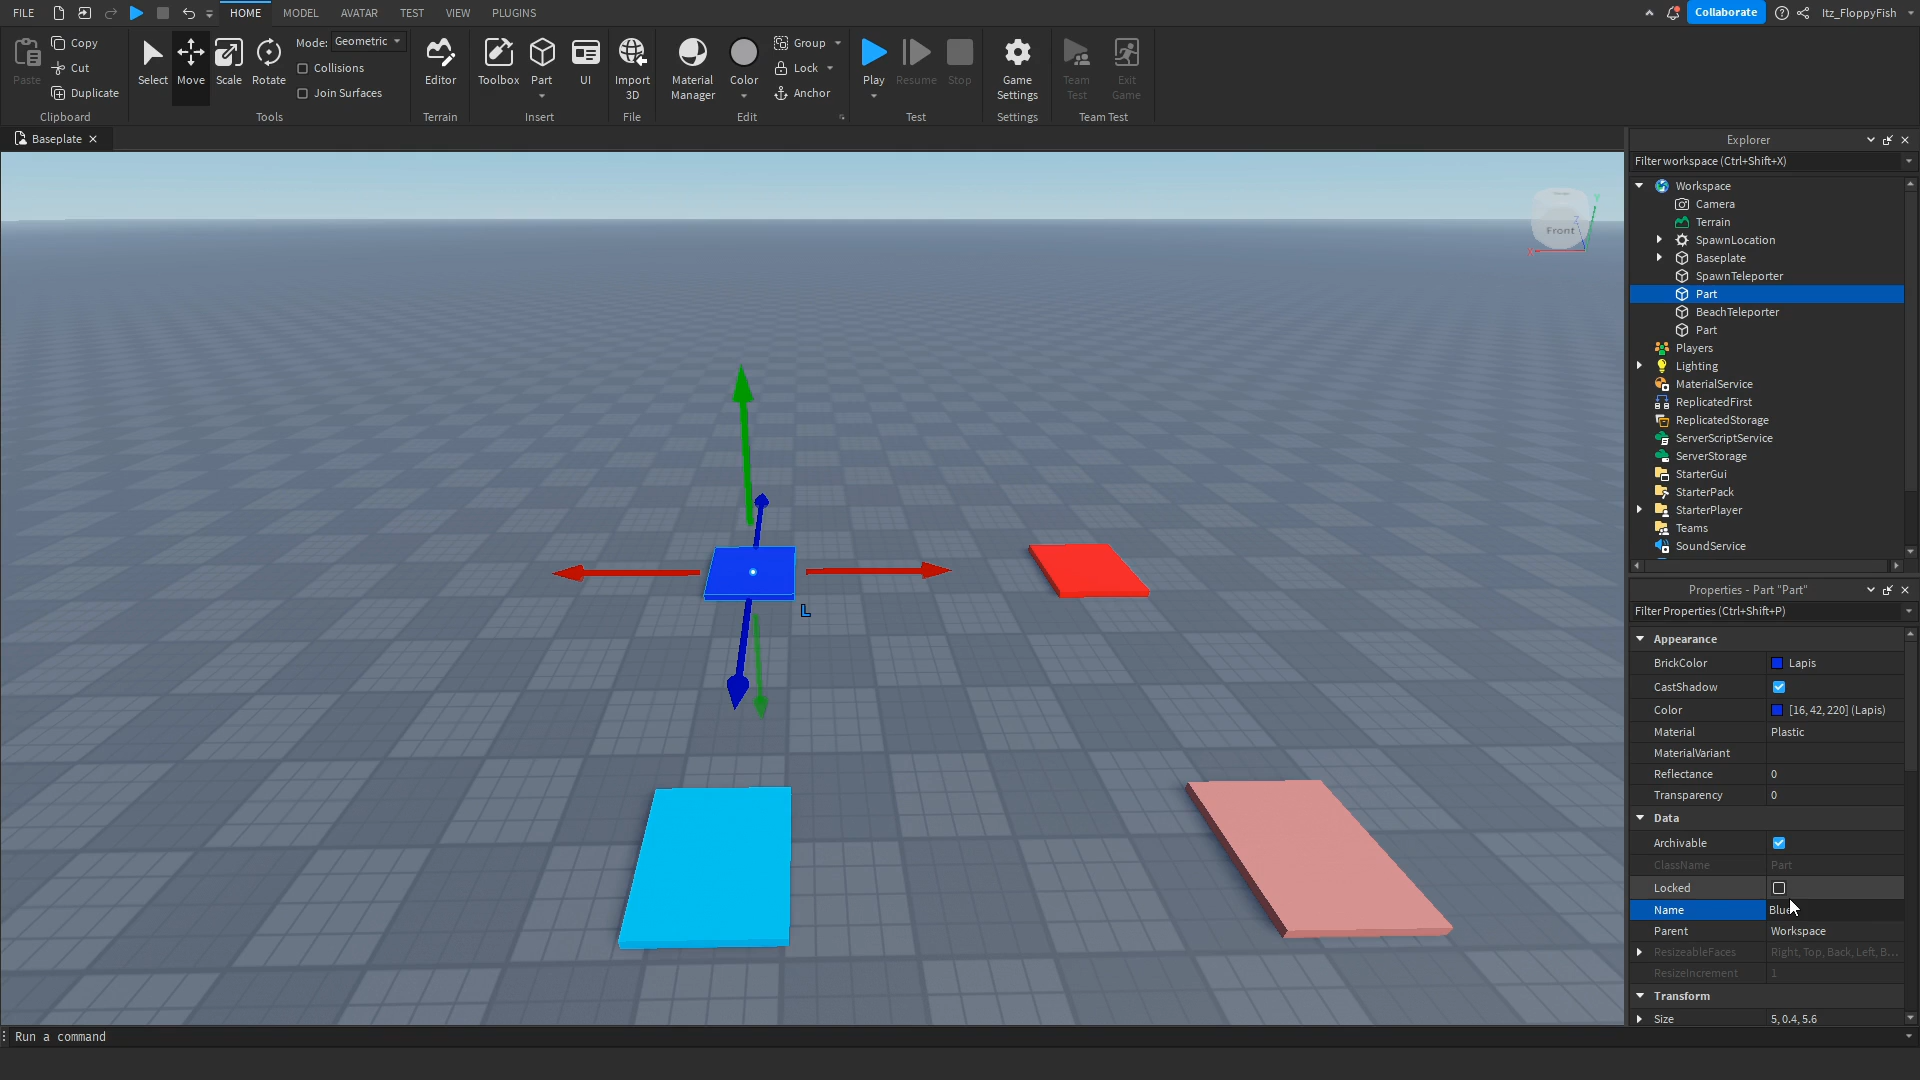 FILE HOME MODEL AVATAR TEST VIEW PLUGINS Collaborate Itz_FloppyFish
Paste Copy Cut Duplicate
Clipboard
Select Move Scale Rotate Mode: Geometric Collisions Join Surfaces
Tools
Editor
Terrain
Toolbox Part UI
Insert
Import 3D
File
Material Manager Color Group Lock Anchor
Edit
Play Resume Stop
Test
Game Settings
Settings
Team Test Exit Game
Team Test
Baseplate
Front
X
Y
Z
L
Explorer
Filter workspace (Ctrl+Shift+X)
Workspace
Camera
Terrain
SpawnLocation
Baseplate
SpawnTeleporter
Part
BeachTeleporter
Part
Players
Lighting
MaterialService
ReplicatedFirst
ReplicatedStorage
ServerScriptService
ServerStorage
StarterGui
StarterPack
StarterPlayer
Teams
SoundService
Properties - Part "Part"
Filter Properties (Ctrl+Shift+P)
Appearance
BrickColor Lapis
CastShadow
Color [16, 42, 220] (Lapis)
Material Plastic
MaterialVariant
Reflectance 0
Transparency 0
Data
Archivable
ClassName Part
Locked
Name Blue
Parent Workspace
ResizeableFaces Right, Top, Back, Left, B...
ResizeIncrement 1
Transform
Size 5, 0.4, 5.6
Run a command